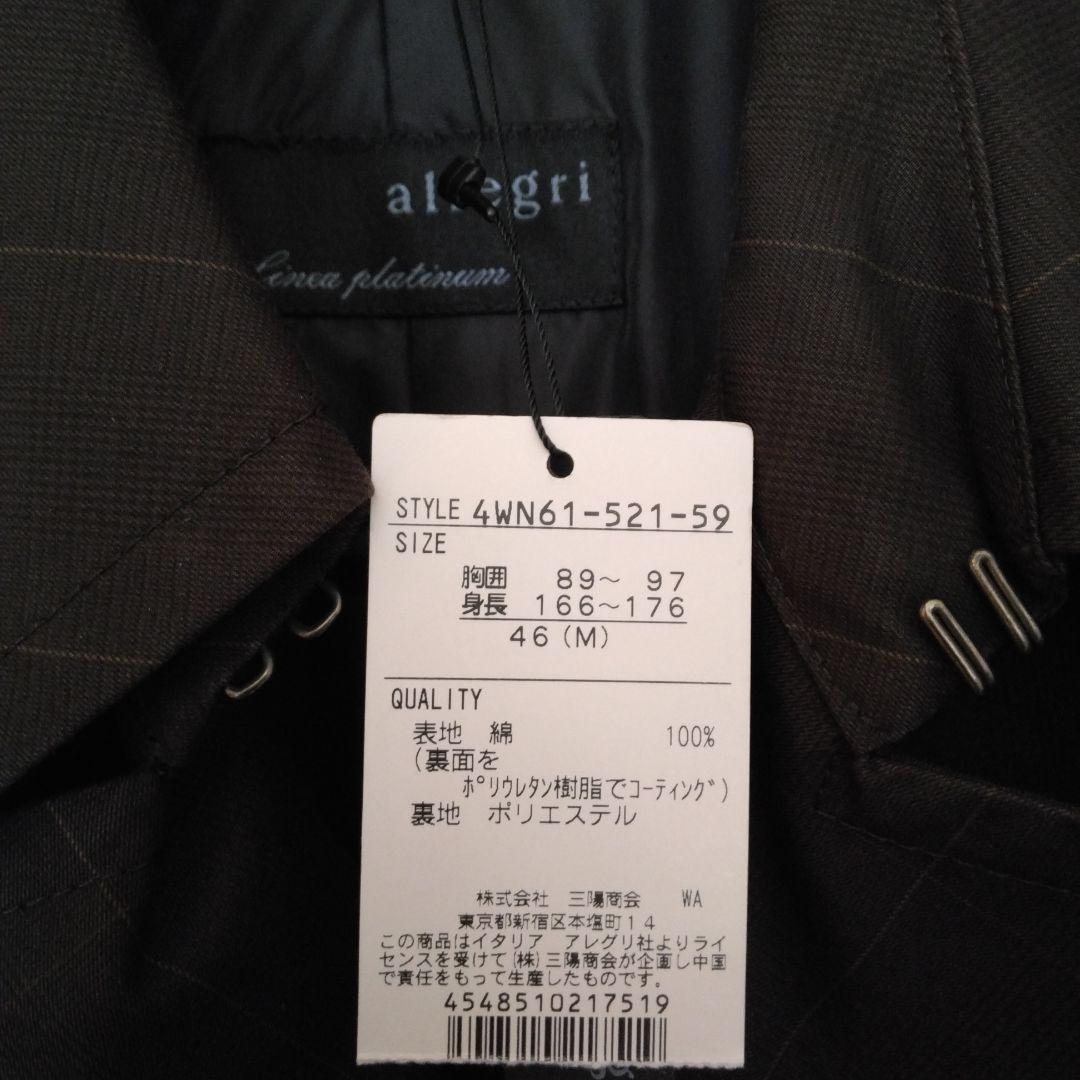 allegri
linea platinum
STYLE 4WN61-521-59
SIZE
胸囲 89～ 97
身長 166～176
46(M)
QUALITY
表地 綿 100%
(裏面を
ﾎﾟﾘｳﾚﾀﾝ樹脂でｺｰﾃｨﾝｸﾞ)
裏地 ポリエステル
株式会社 三陽商会 WA
東京都新宿区本塩町14
この商品はイタリア アレグリ社よりライ
センスを受けて(株)三陽商会が企画し中国
で責任をもって生産したものです。
4548510217519